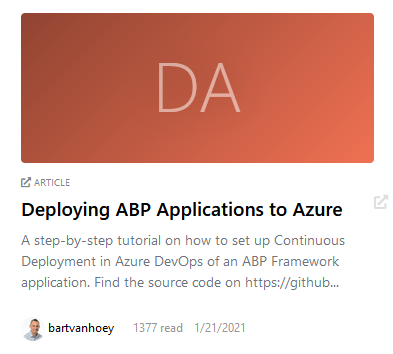 DA
ARTICLE
Deploying ABP Applications to Azure
A step-by-step tutorial on how to set up Continuous
Deployment in Azure DevOps of an ABP Framework
application. Find the source code on https://github...
bartvanhoey 1377 read 1/21/2021